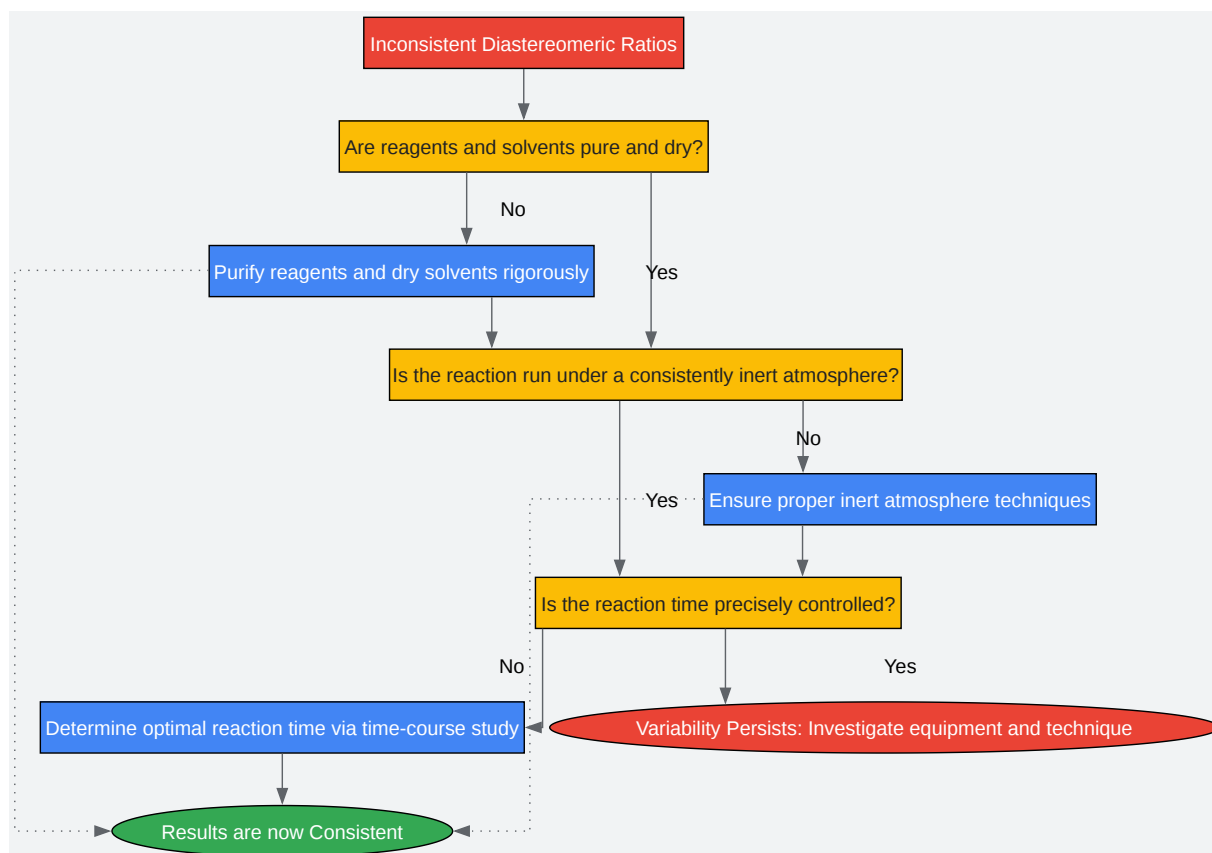 Inconsistent Diastereomeric Ratios
Are reagents and solvents pure and dry?
No
Purify reagents and dry solvents rigorously
Yes
Is the reaction run under a consistently inert atmosphere?
No
Yes
Ensure proper inert atmosphere techniques
Is the reaction time precisely controlled?
No
Yes
Determine optimal reaction time via time-course study
Variability Persists: Investigate equipment and technique
Results are now Consistent